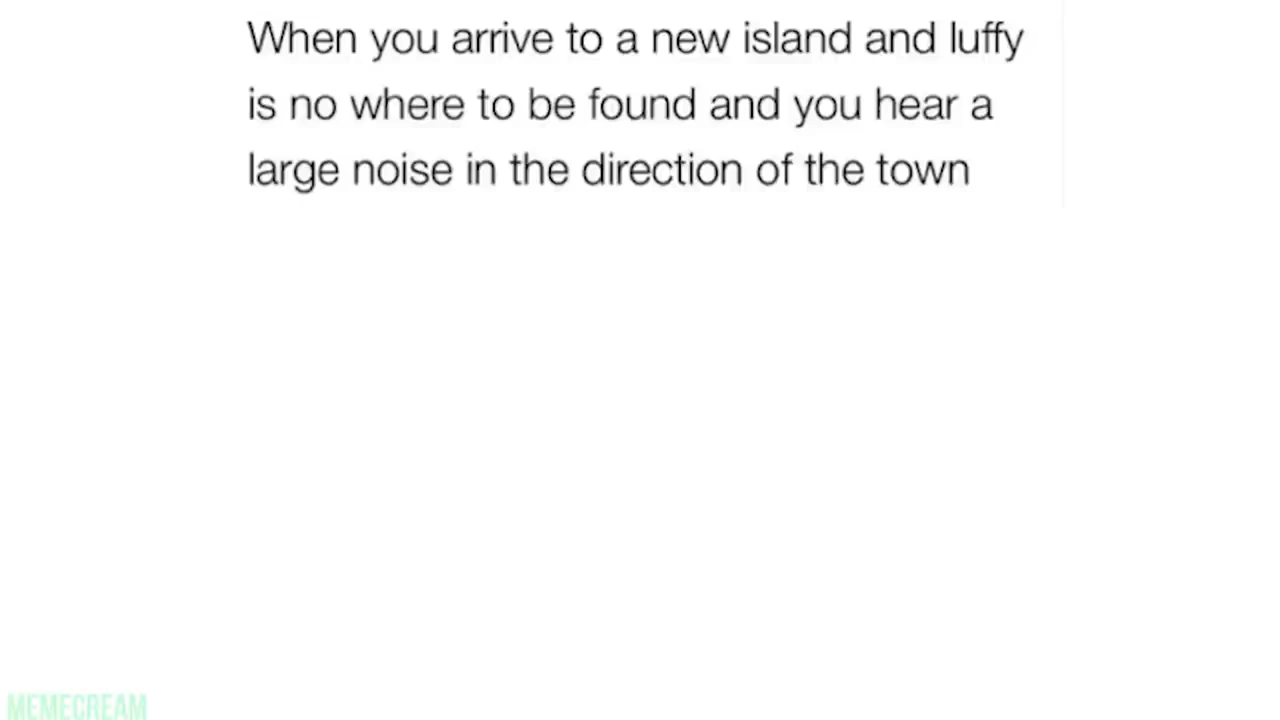 When you arrive to a new island and luffy
is no where to be found and you hear a
large noise in the direction of the town
MEMECREAM